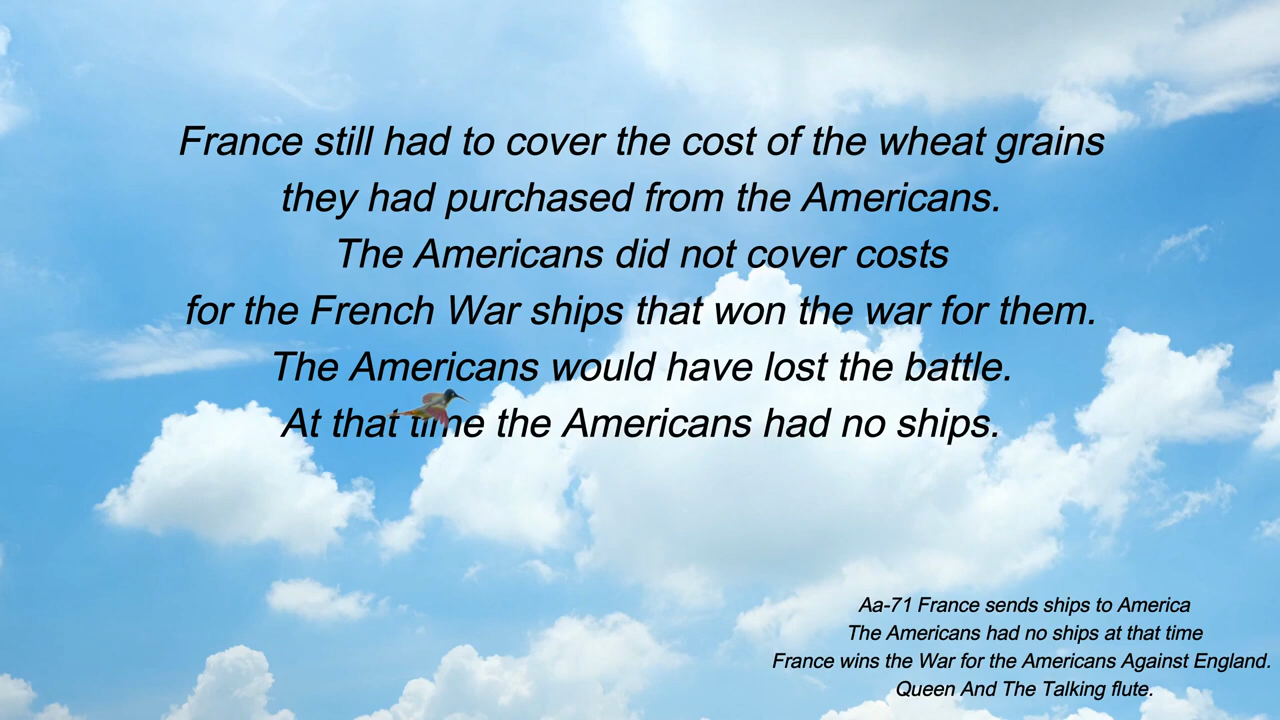 France still had to cover the cost of the wheat grains
they had purchased from the Americans.
The Americans did not cover costs
for the French War ships that won the war for them.
The Americans would have lost the battle.
At that time the Americans had no ships.
Aa-71 France sends ships to America
The Americans had no ships at that time
France wins the War for the Americans Against England.
Queen And The Talking flute.